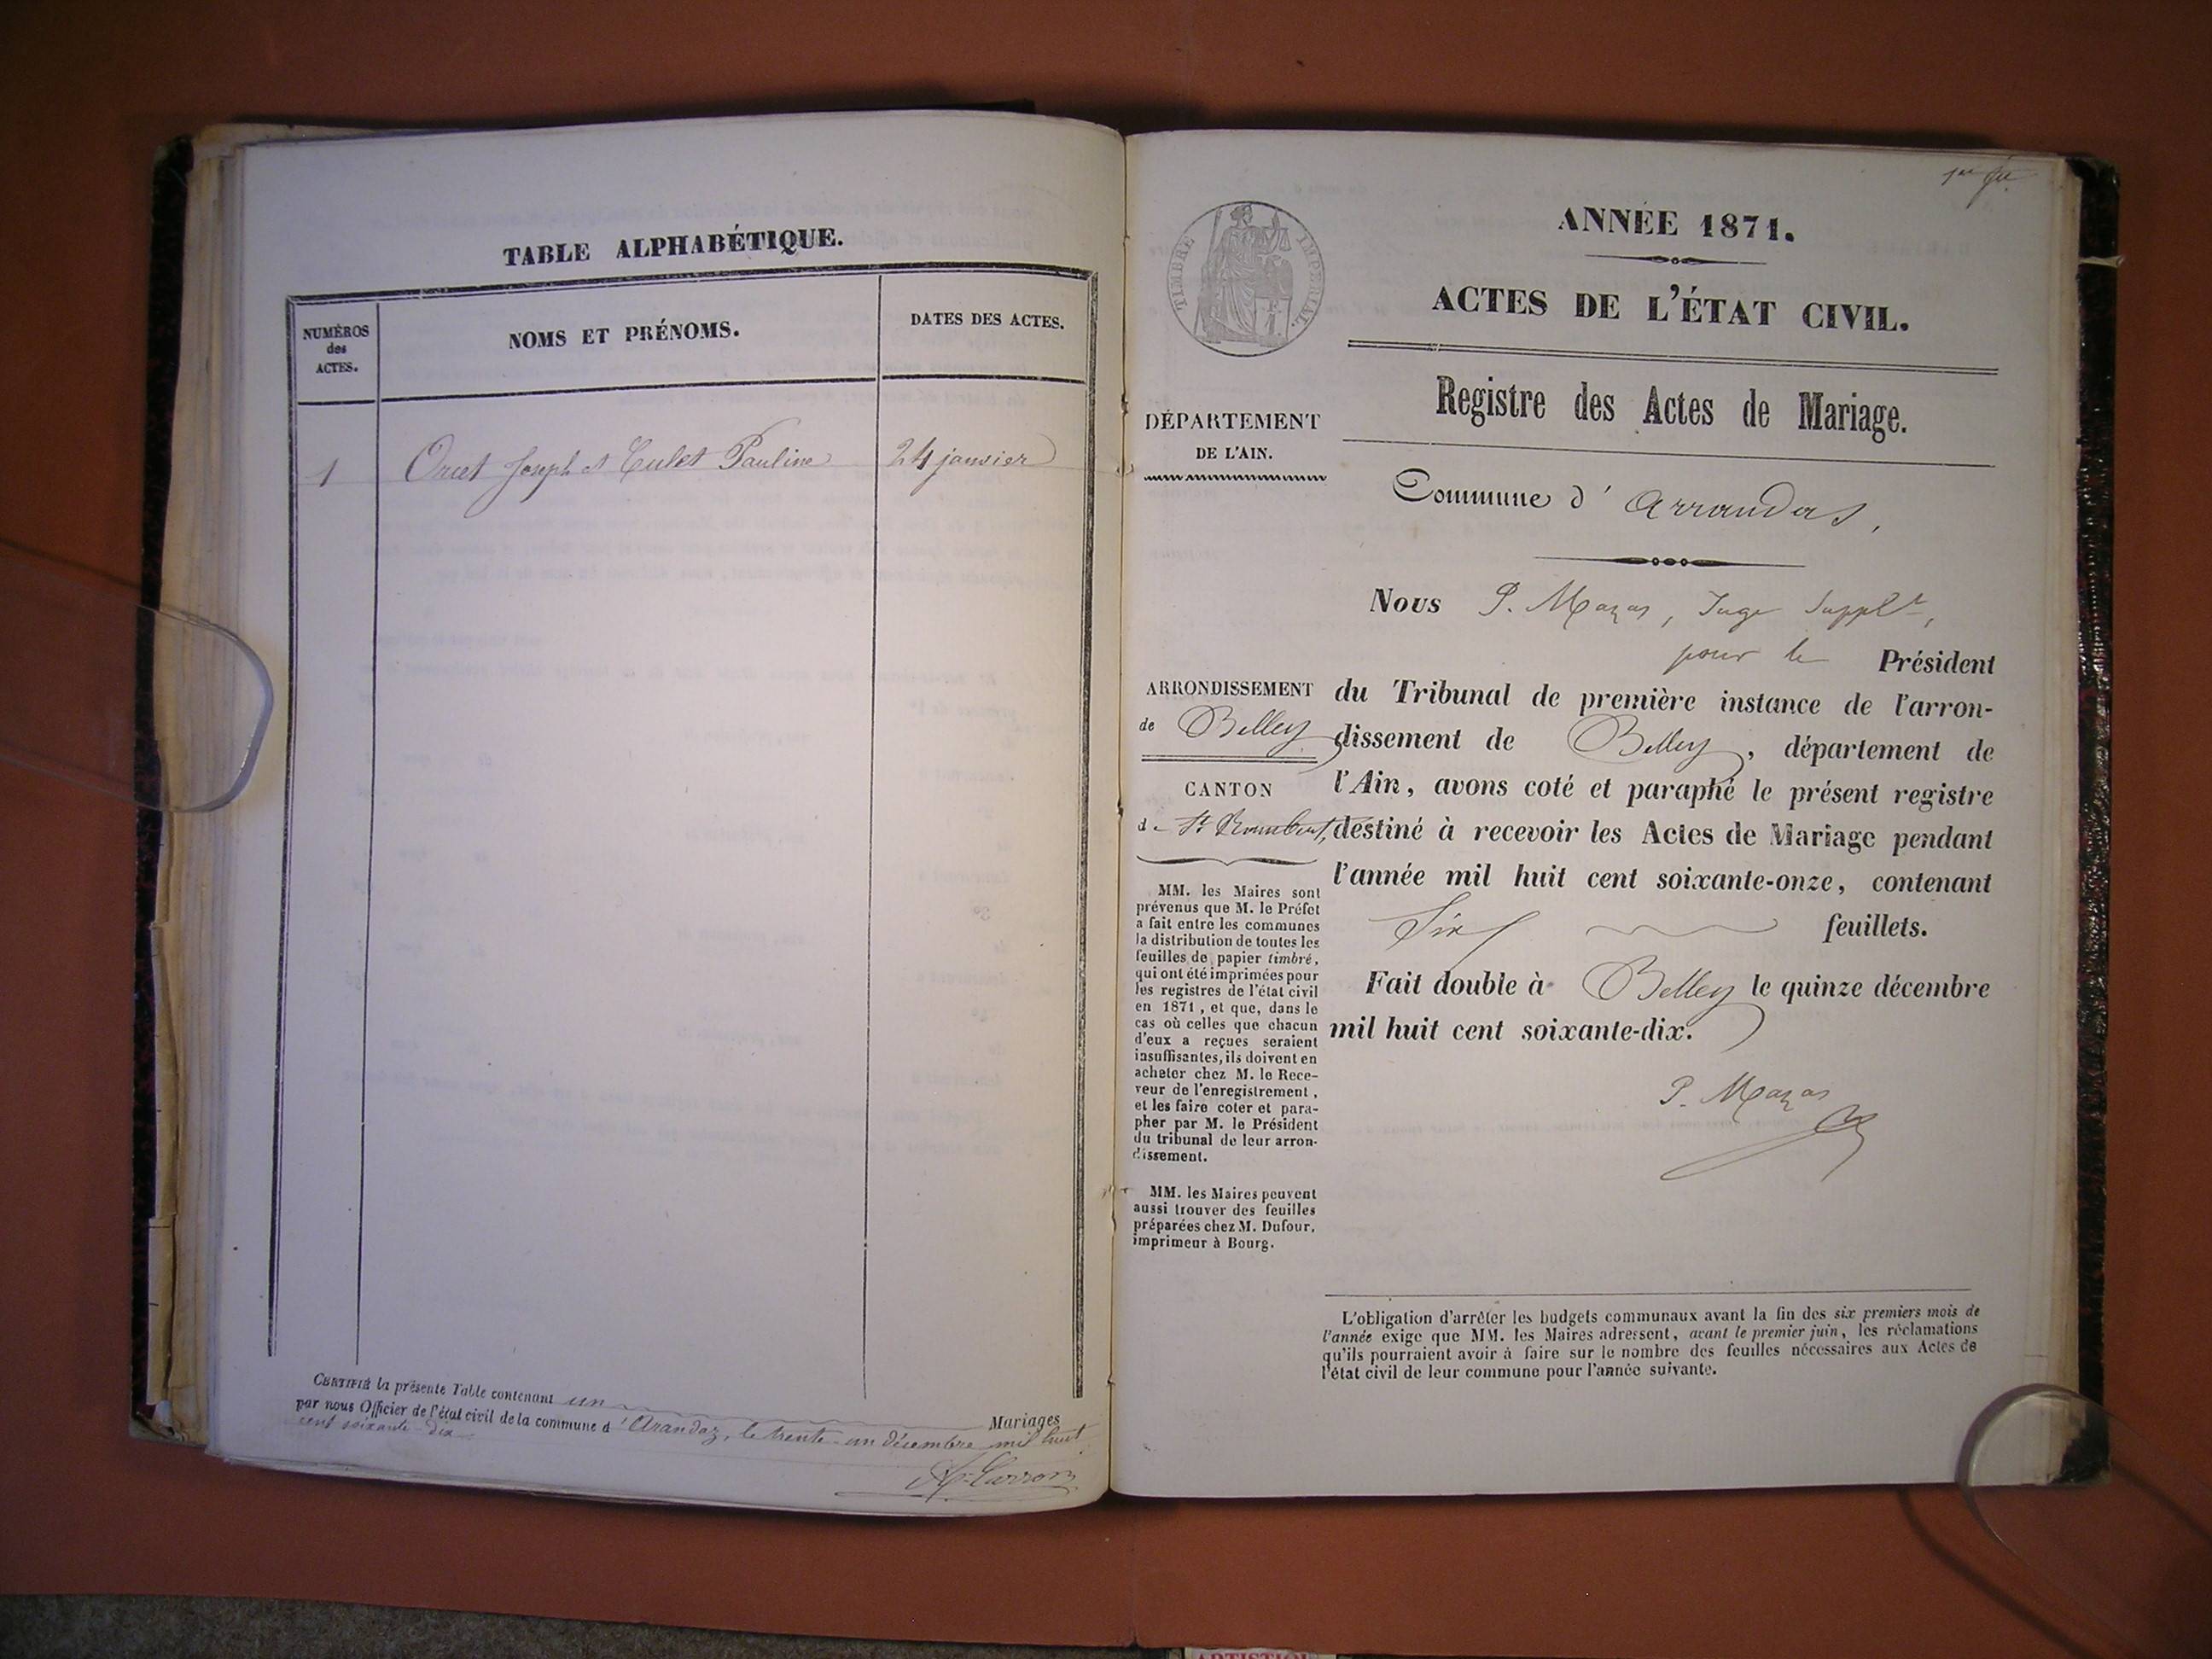 TABLE ALPHABÉTIQUE.
NUMÉROS
des
ACTES.
NOMS ET PRÉNOMS.
DATES DES ACTES.
1 Orcet Joseph et Culet Pauline 24 janvier
CERTIFIÉ la présente Table contenant un Mariages
par nous Officier de l'état civil de la commune d'Arandaz, le trente-un décembre mil huit
cent soixante-dix
1er fet
TIMBRE IMPÉRIAL.
ANNÉE 1871.
ACTES DE L'ÉTAT CIVIL.
Registre des Actes de Mariage.
DÉPARTEMENT
DE L'AIN.
Commune d'Arrandas,
Nous P. Mazas, Juge Supplt,
pour le Président
du Tribunal de première instance de l'arron-
dissement de Belley, département de
l'Ain, avons coté et paraphé le présent registre
destiné à recevoir les Actes de Mariage pendant
l'année mil huit cent soixante-onze, contenant
Six feuillets.
Fait double à Belley le quinze décembre
mil huit cent soixante-dix.
P. Mazas
ARRONDISSEMENT
de Belley
CANTON
de St Rambert,
MM. les Maires sont
prévenus que M. le Préfet
a fait entre les communes
la distribution de toutes les
feuilles de papier timbré,
qui ont été imprimées pour
les registres de l'état civil
en 1871, et que, dans le
cas où celles que chacun
d'eux a reçues seraient
insuffisantes, ils doivent en
acheter chez M. le Rece-
veur de l'enregistrement,
et les faire coter et para-
pher par M. le Président
du tribunal de leur arron-
dissement.
MM. les Maires peuvent
aussi trouver des feuilles
préparées chez M. Dufour,
imprimeur à Bourg.
L'obligation d'arrêter les budgets communaux avant la fin des six premiers mois de
l'année exige que MM. les Maires adressent, avant le premier juin, les réclamations
qu'ils pourraient avoir à faire sur le nombre des feuilles nécessaires aux Actes de
l'état civil de leur commune pour l'année suivante.